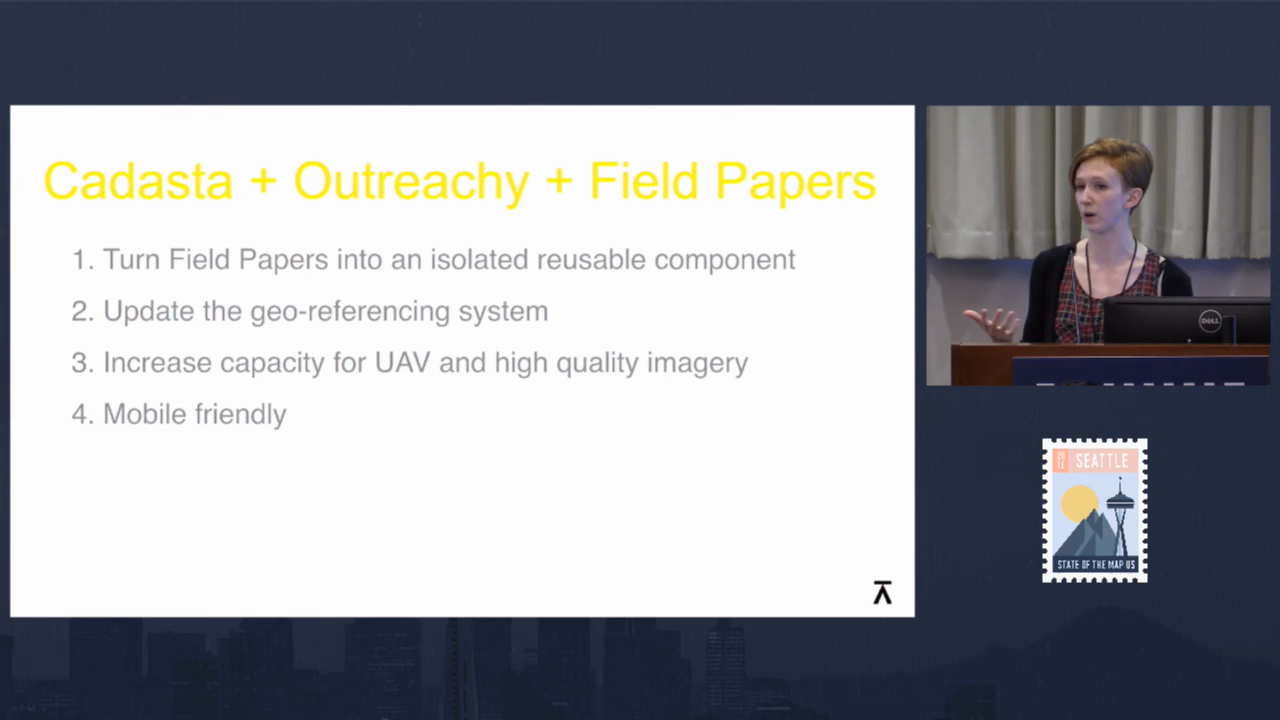 Cadasta + Outreachy + Field Papers
1. Turn Field Papers into an isolated reusable component
2. Update the geo-referencing system
3. Increase capacity for UAV and high quality imagery
4. Mobile friendly
DELL
SEATTLE
STATE OF THE MAP US